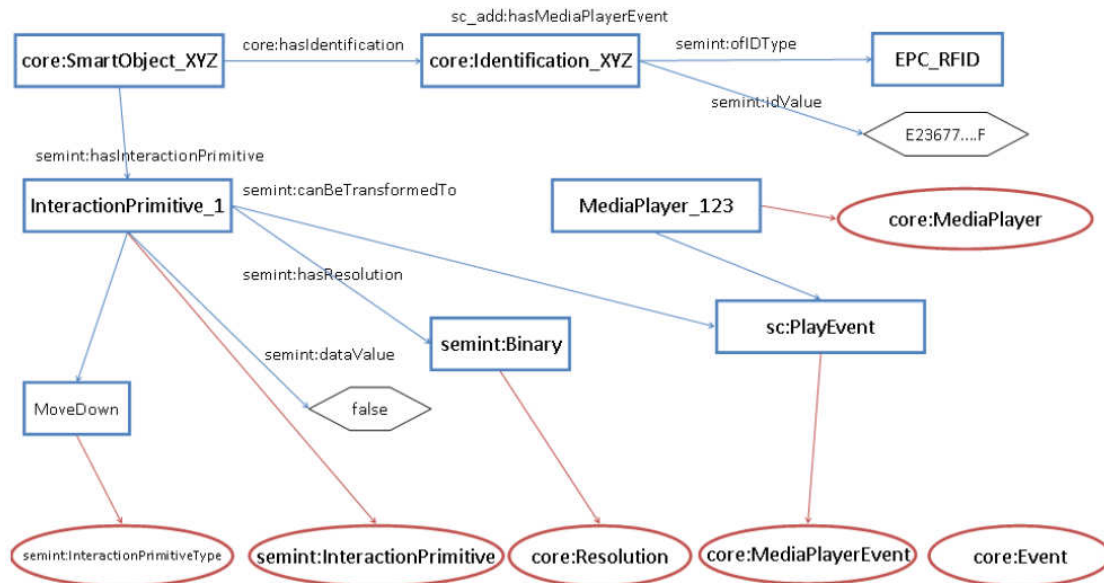 sc_add:hasMediaPlayerEvent
core:SmartObject_XYZ
core:hasIdentification
core:Identification_XYZ
semint:ofIDType
EPC_RFID
semint:idValue
E23677....F
semint:hasInteractionPrimitive
InteractionPrimitive_1
semint:canBeTransformedTo
MediaPlayer_123
core:MediaPlayer
semint:hasResolution
sc:PlayEvent
semint:Binary
semint:dataValue
MoveDown
false
semint:InteractionPrimitiveType
semint:InteractionPrimitive
core:Resolution
core:MediaPlayerEvent
core:Event